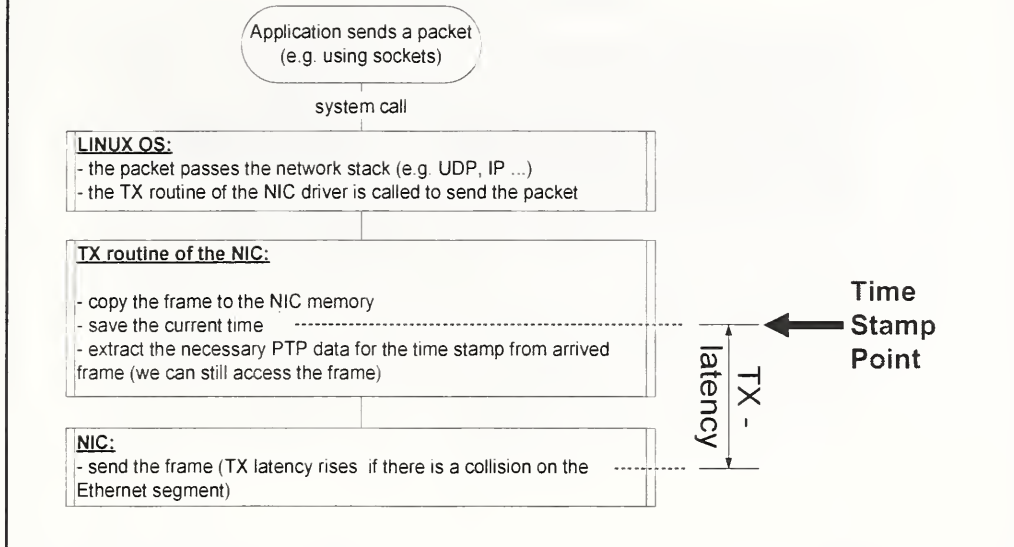 Application sends a packet
(e.g. using sockets)
system call
LINUX OS:
- the packet passes the network stack (e.g. UDP, IP ...)
- the TX routine of the NIC driver is called to send the packet
TX routine of the NIC:
- copy the frame to the NIC memory
- save the current time
- extract the necessary PTP data for the time stamp from arrived
frame (we can still access the frame)
Time
Stamp
Point
TX -
latency
NIC:
- send the frame (TX latency rises if there is a collision on the
Ethernet segment)